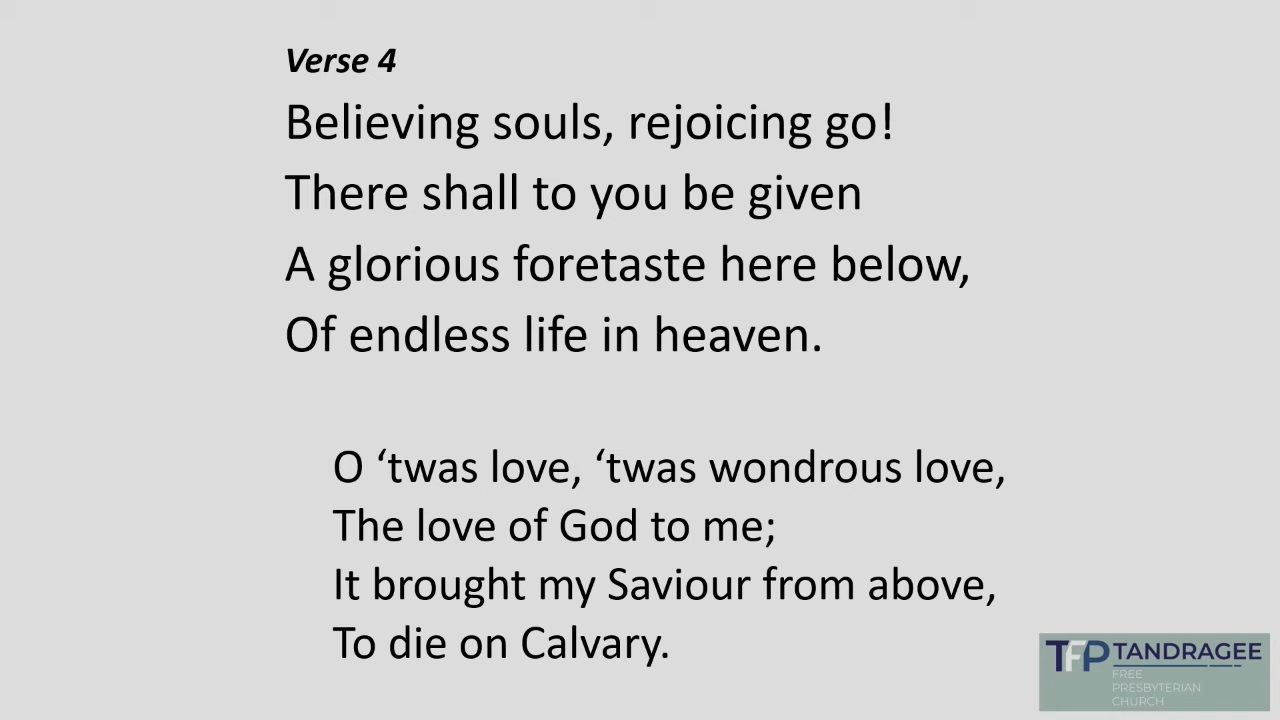 Verse 4
Believing souls, rejoicing go!
There shall to you be given
A glorious foretaste here below,
Of endless life in heaven.
O ‘twas love, ‘twas wondrous love,
The love of God to me;
It brought my Saviour from above,
To die on Calvary.
TFP TANDRAGEE
FREE
PRESBYTERIAN
CHURCH